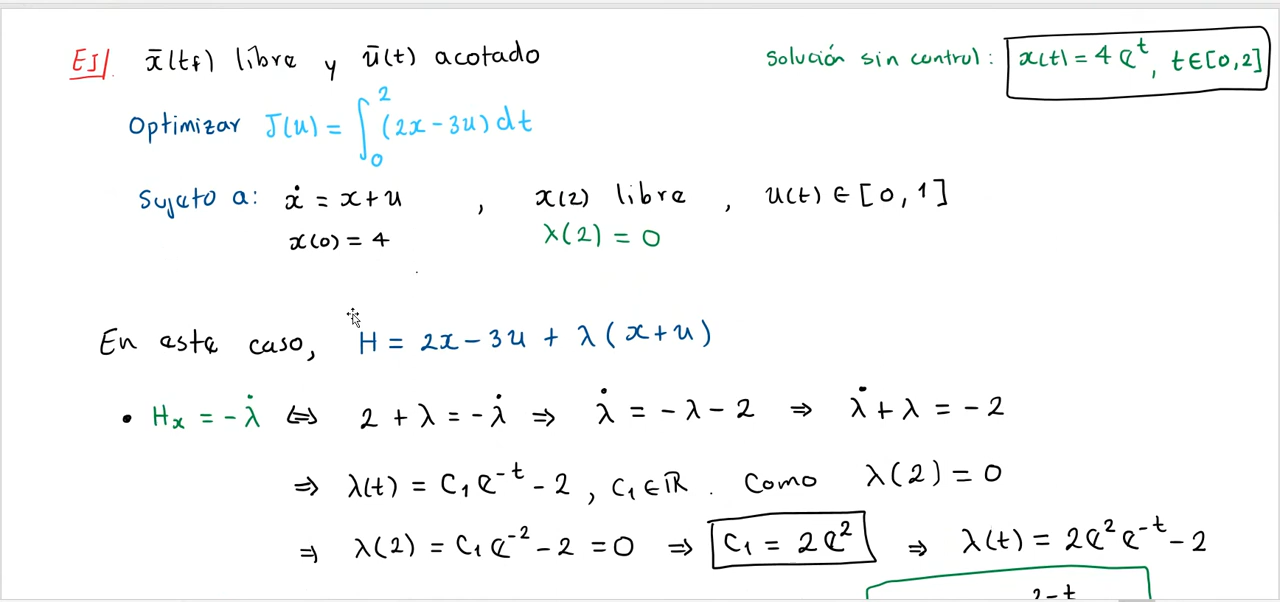 EJ/. x̄(tf) libre y ū(t) acotado
Solución sin control: x(t) = 4e^t, t∈[0,2]
Optimizar J(u) = ∫_0^2 (2x - 3u) dt
Sujeto a: ẋ = x+u , x(2) libre , u(t) ∈ [0, 1]
x(0) = 4 λ(2) = 0
En este caso, H = 2x - 3u + λ(x+u)
• Hx = -λ̇ ⇔ 2 + λ = -λ̇ ⇒ λ̇ = -λ - 2 ⇒ λ̇ + λ = -2
⇒ λ(t) = C₁e^-t - 2, C₁∈ℝ. Como λ(2) = 0
⇒ λ(2) = C₁e^-2 - 2 = 0 ⇒ C₁ = 2e² ⇒ λ(t) = 2e²e^-t - 2
2-t